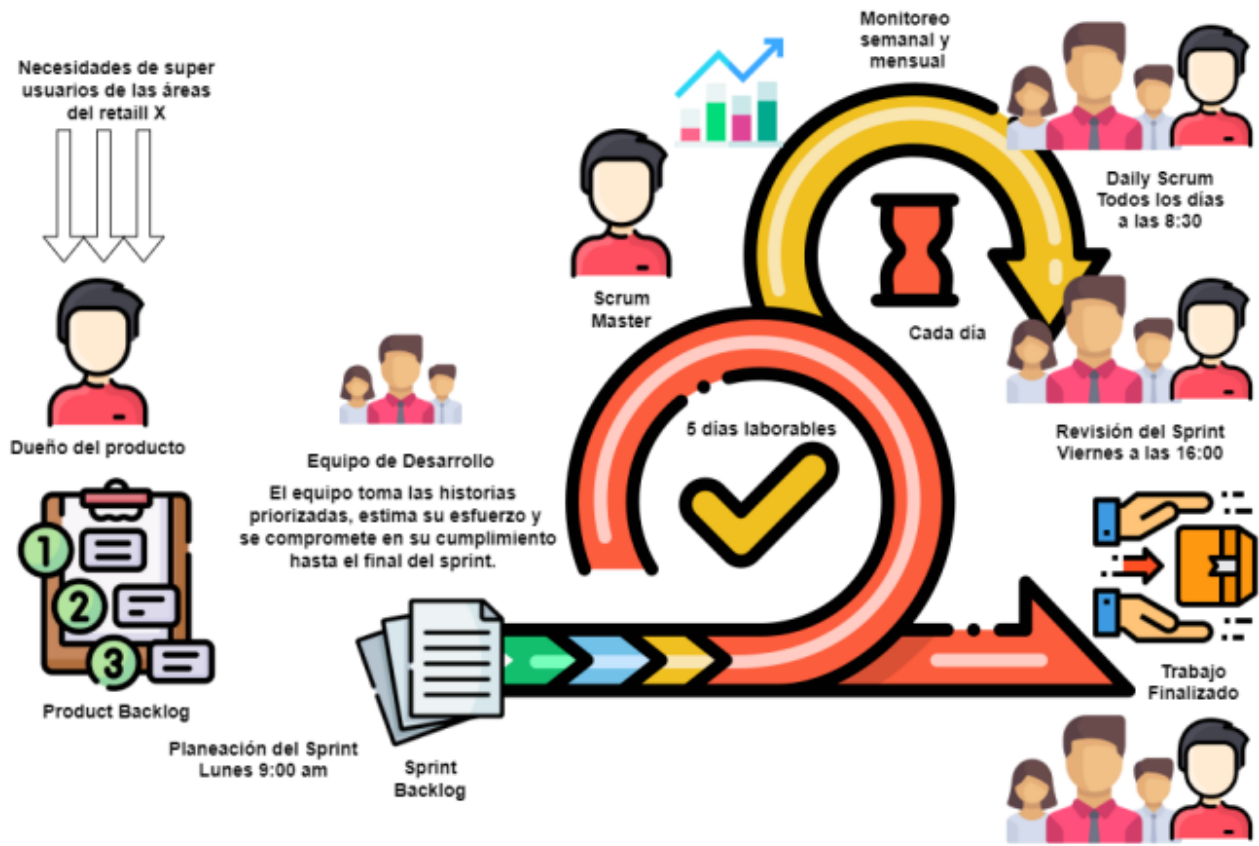 Necesidades de super
usuarios de las áreas
del retaill X
Dueño del producto
1
2
3
Product Backlog
Equipo de Desarrollo
El equipo toma las historias
priorizadas, estima su esfuerzo y
se compromete en su cumplimiento
hasta el final del sprint.
Planeación del Sprint
Lunes 9:00 am
Sprint
Backlog
Scrum
Master
5 días laborables
Monitoreo
semanal y
mensual
Cada día
Daily Scrum
Todos los días
a las 8:30
Revisión del Sprint
Viernes a las 16:00
Trabajo
Finalizado